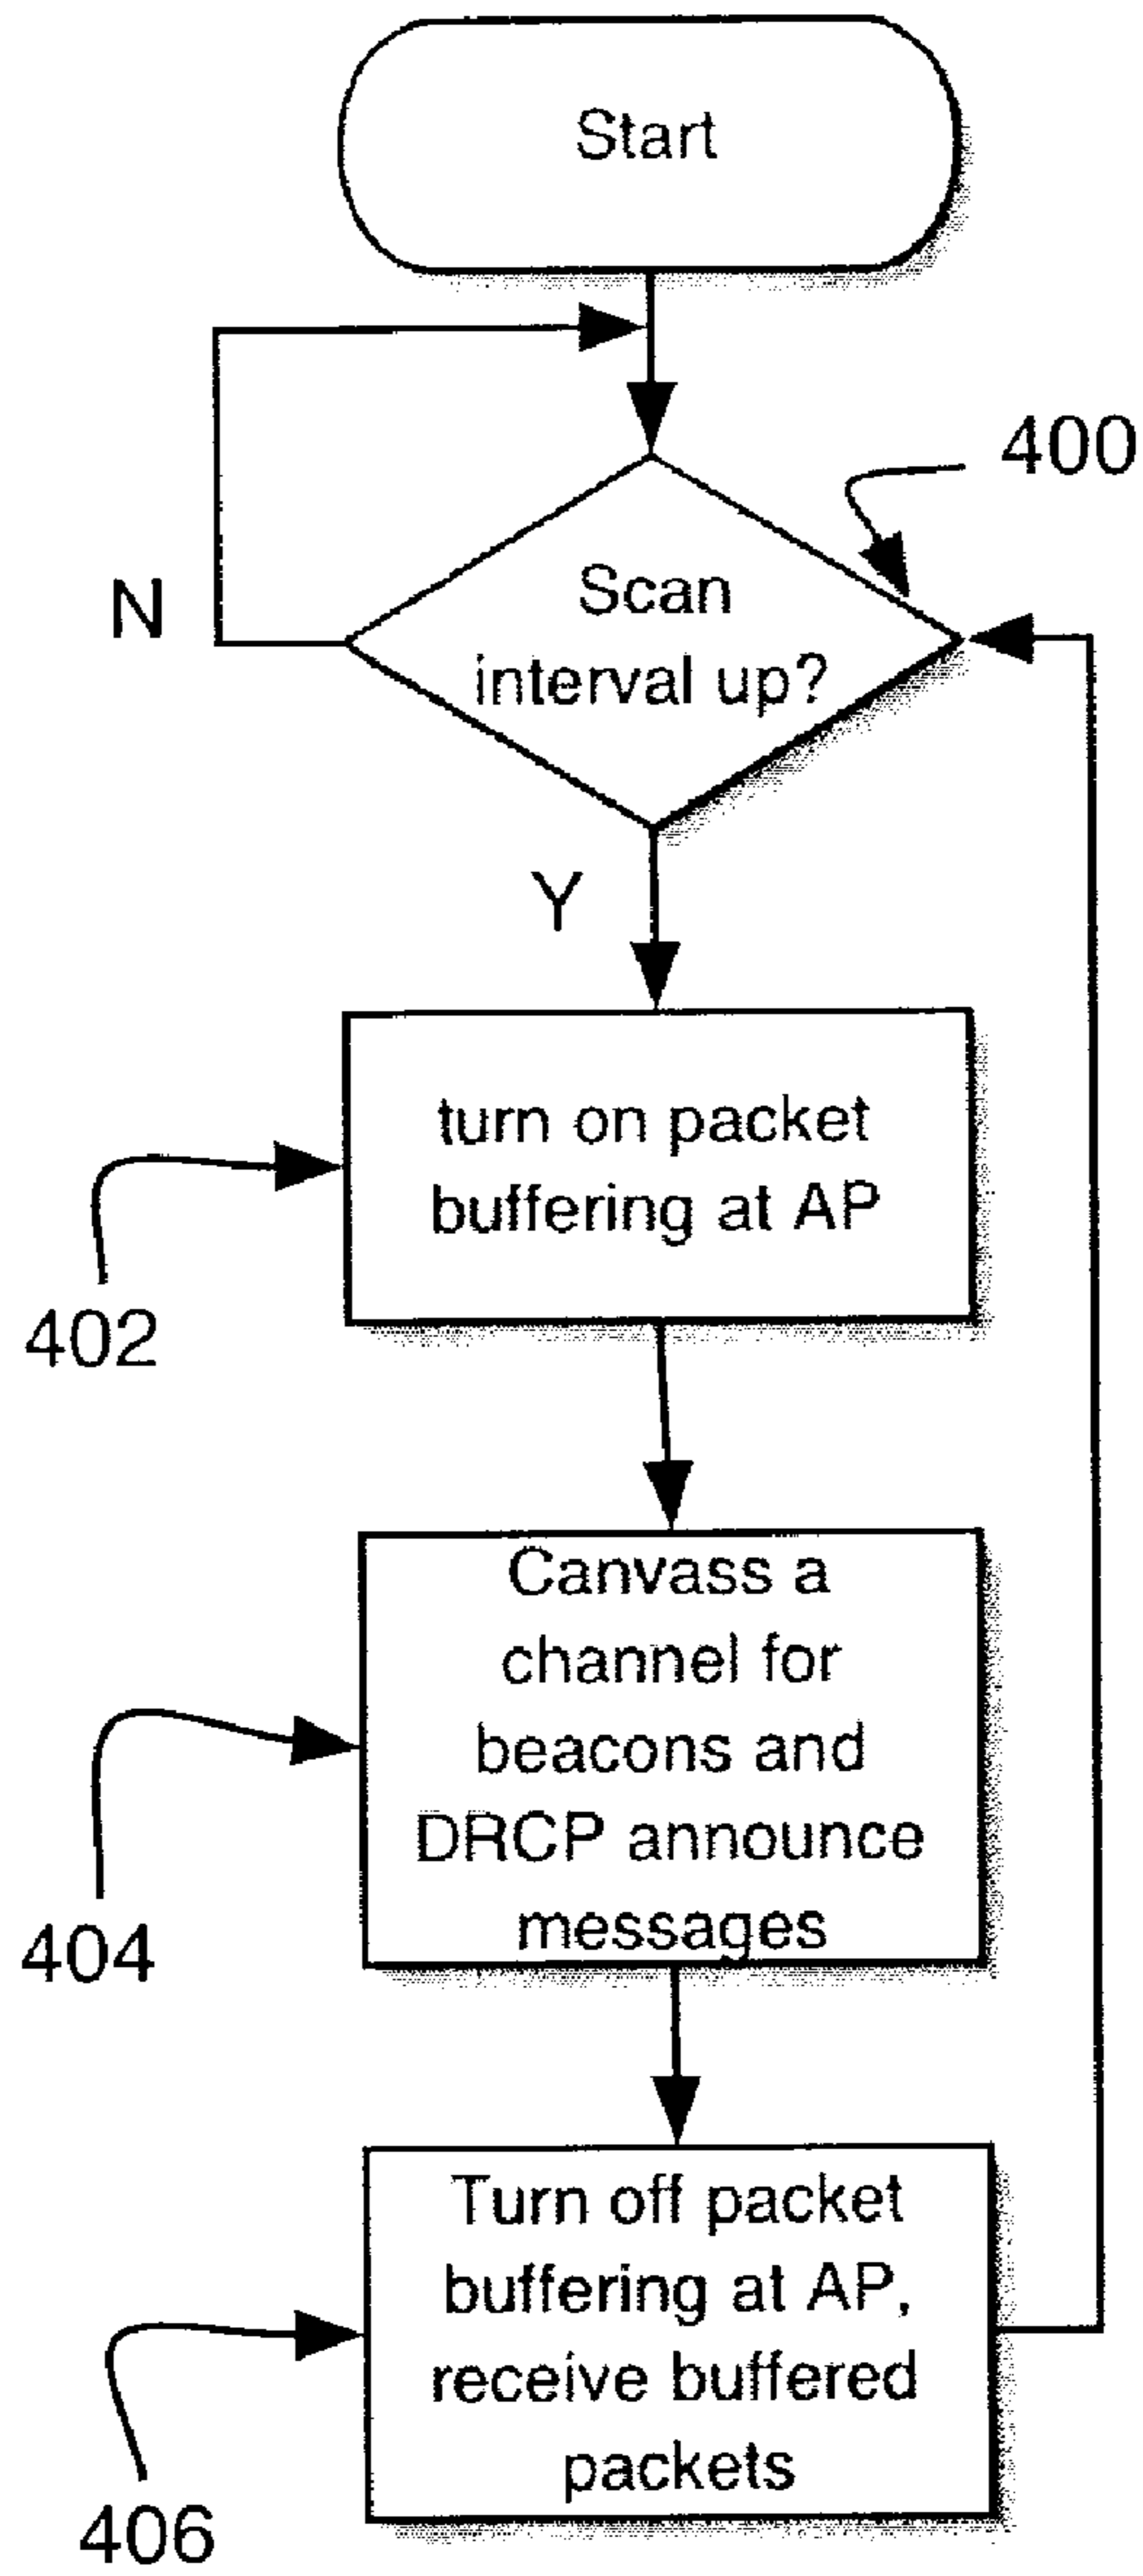 Start
400
Scan
interval up?
N
Y
turn on packet
buffering at AP
402
Canvass a
channel for
beacons and
DRCP announce
messages
404
Turn off packet
buffering at AP,
receive buffered
packets
406